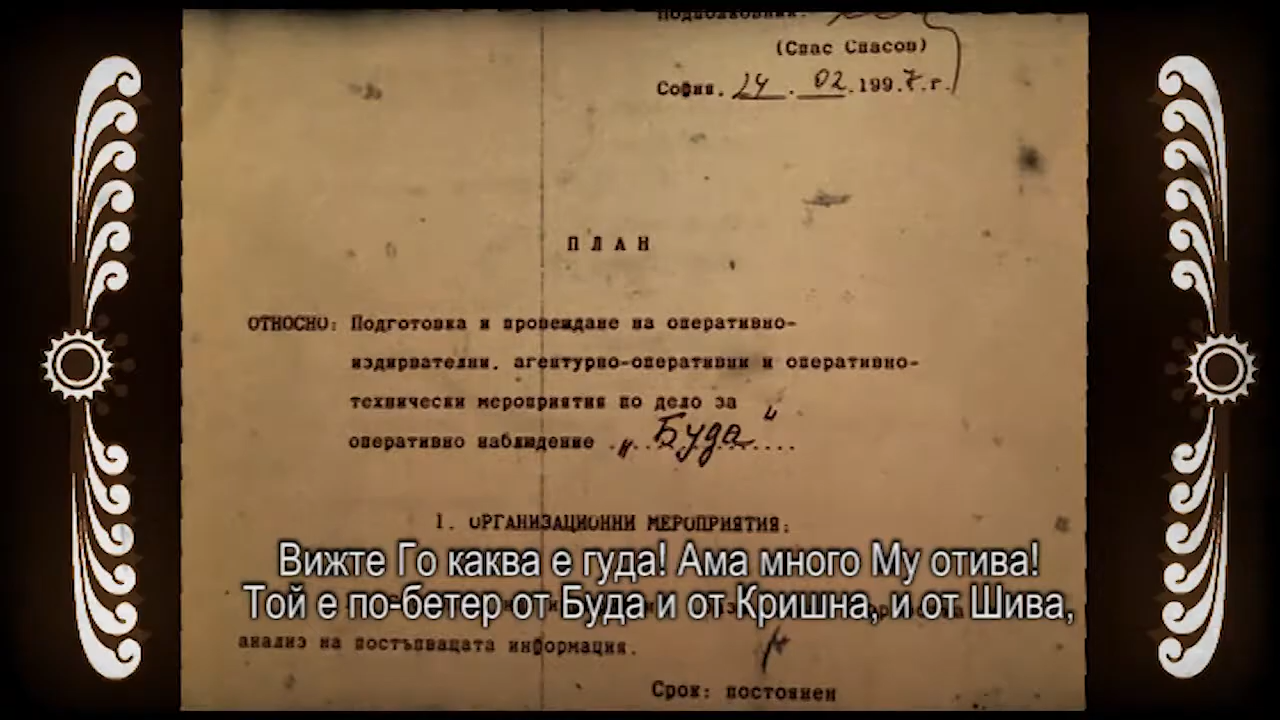 Подполковник:
(Спас Спасов)
София, 24.02.1997.г.
ПЛАН
ОТНОСНО: Подготовка и провеждане на оперативно-
издирвателни, агентурно-оперативни и оперативно-
технически мероприятия по дело за
оперативно наблюдение „Буда"....
1. ОРГАНИЗАЦИОННИ МЕРОПРИЯТИЯ:
Вижте Го каква е гуда! Ама много Му отива!
Той е по-бетер от Буда и от Кришна, и от Шива,
анализ на постъпващата информация.
Срок: постоянен